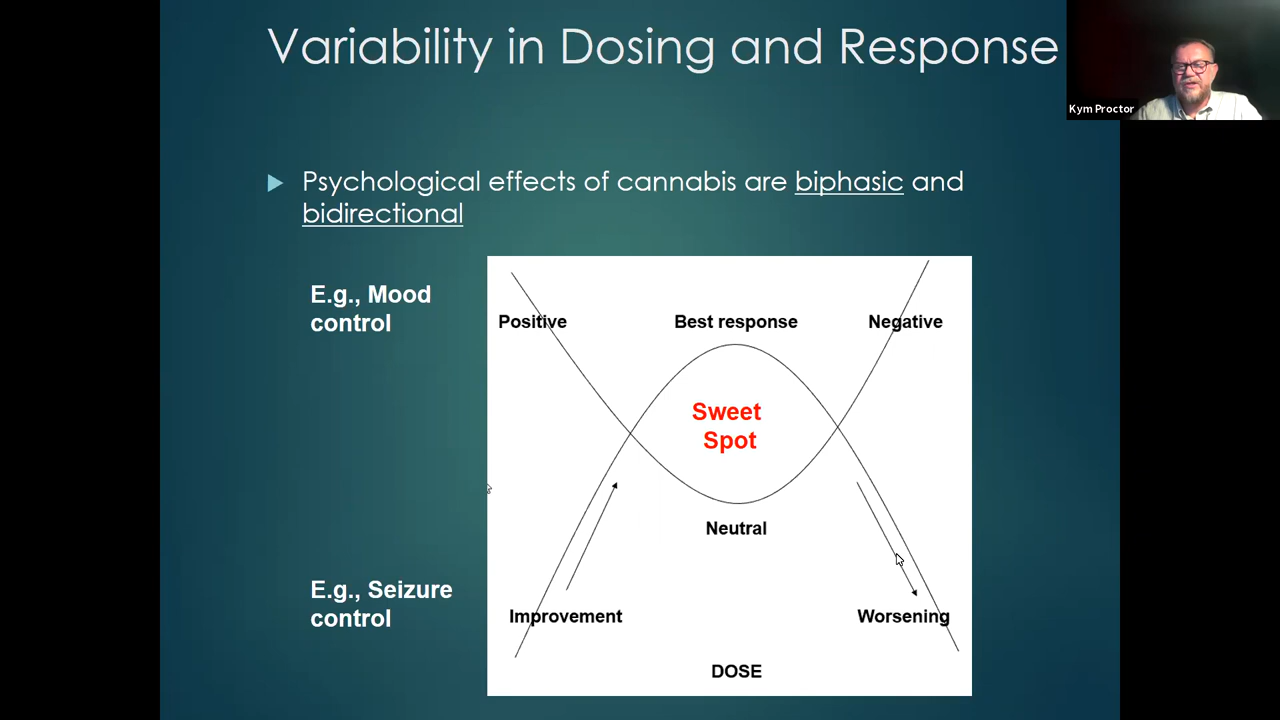 Variability in Dosing and Response
Kym Proctor
Psychological effects of cannabis are biphasic and
bidirectional
E.g., Mood
control
Positive
Best response
Negative
Sweet
Spot
Neutral
E.g., Seizure
control
Improvement
Worsening
DOSE